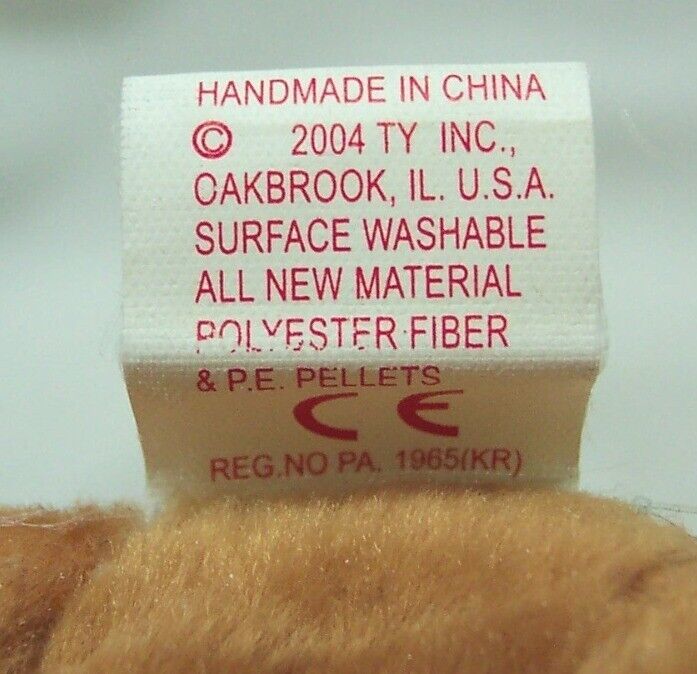 HANDMADE IN CHINA
© 2004 TY INC.,
OAKBROOK, IL. U.S.A.
SURFACE WASHABLE
ALL NEW MATERIAL
POLYESTER FIBER
& P.E. PELLETS
CE
REG.NO PA. 1965(KR)